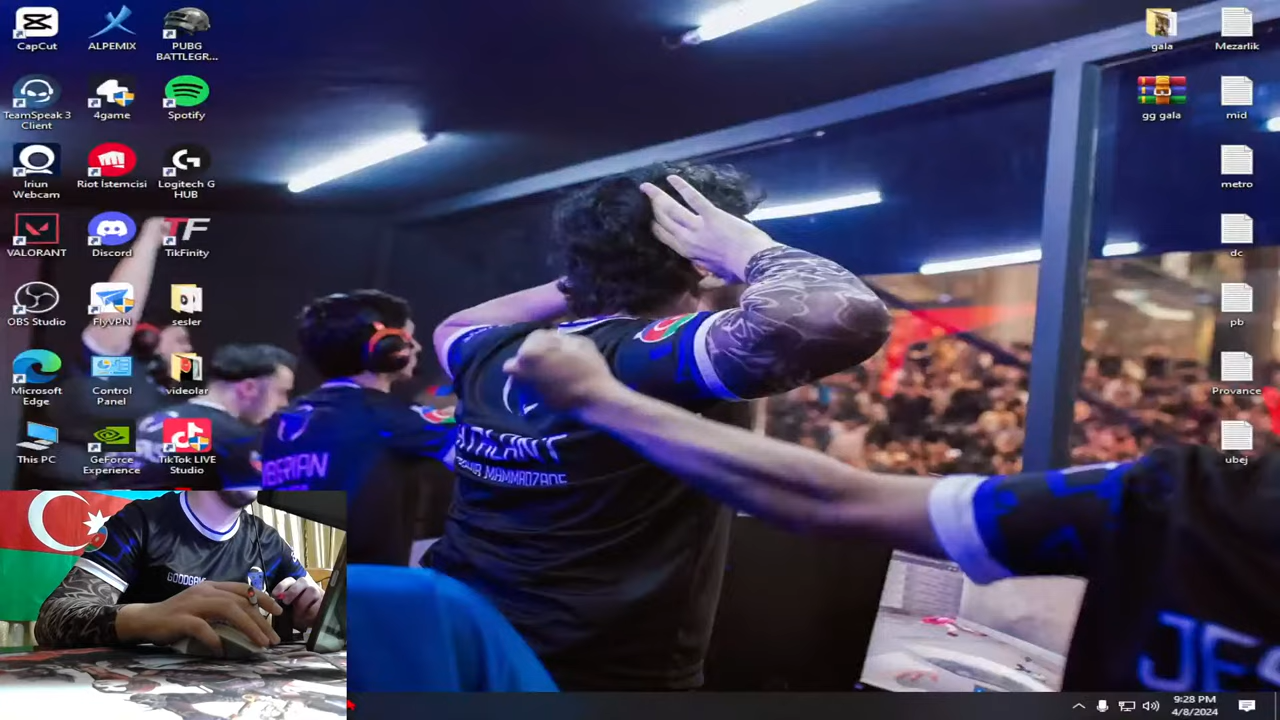 CapCut
ALPEMIX
PUBG
BATTLEGR...
TeamSpeak 3
Client
4game
Spotify
Iriun
Webcam
Riot İstemcisi
Logitech G
HUB
VALORANT
Discord
TikFinity
OBS Studio
FlyVPN
sesler
Microsoft
Edge
Control
Panel
videolar
This PC
GeForce
Experience
TikTok LIVE
Studio
gala
Mezarlik
gg gala
mid
metro
dc
pb
Provance
ubej
9:28 PM
4/8/2024